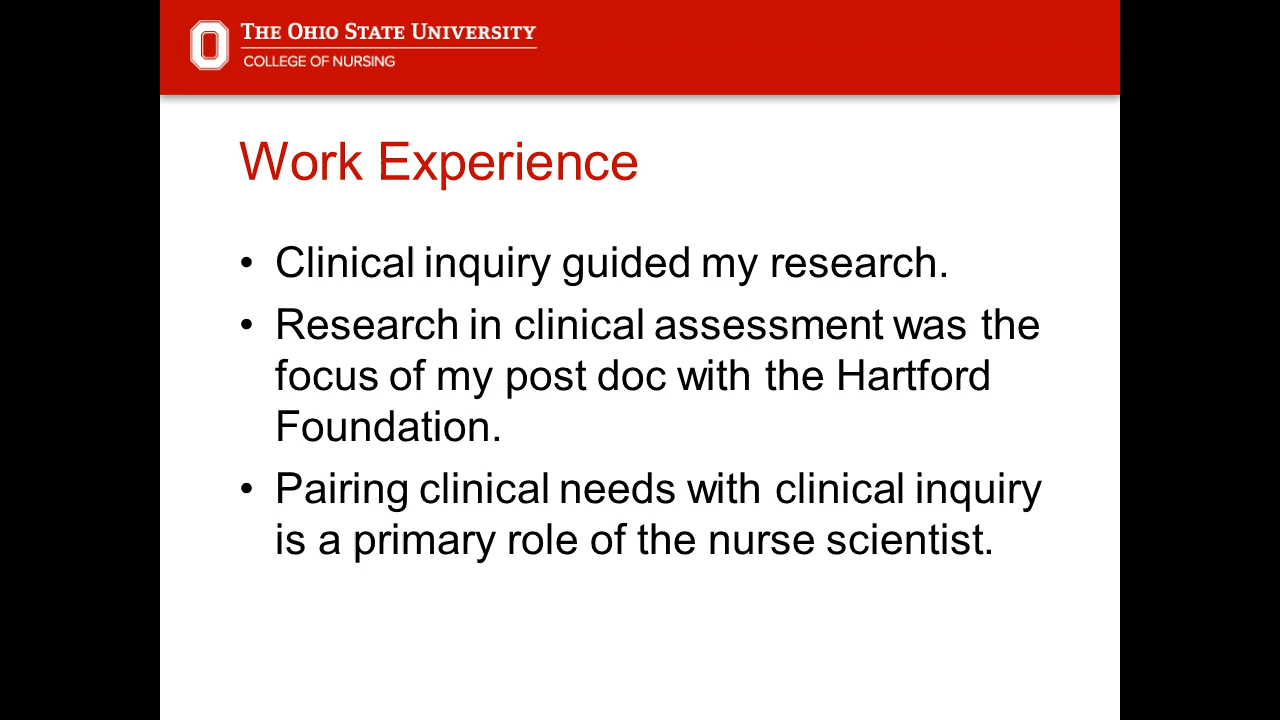 THE OHIO STATE UNIVERSITY
COLLEGE OF NURSING
Work Experience
• Clinical inquiry guided my research.
• Research in clinical assessment was the
focus of my post doc with the Hartford
Foundation.
• Pairing clinical needs with clinical inquiry
is a primary role of the nurse scientist.